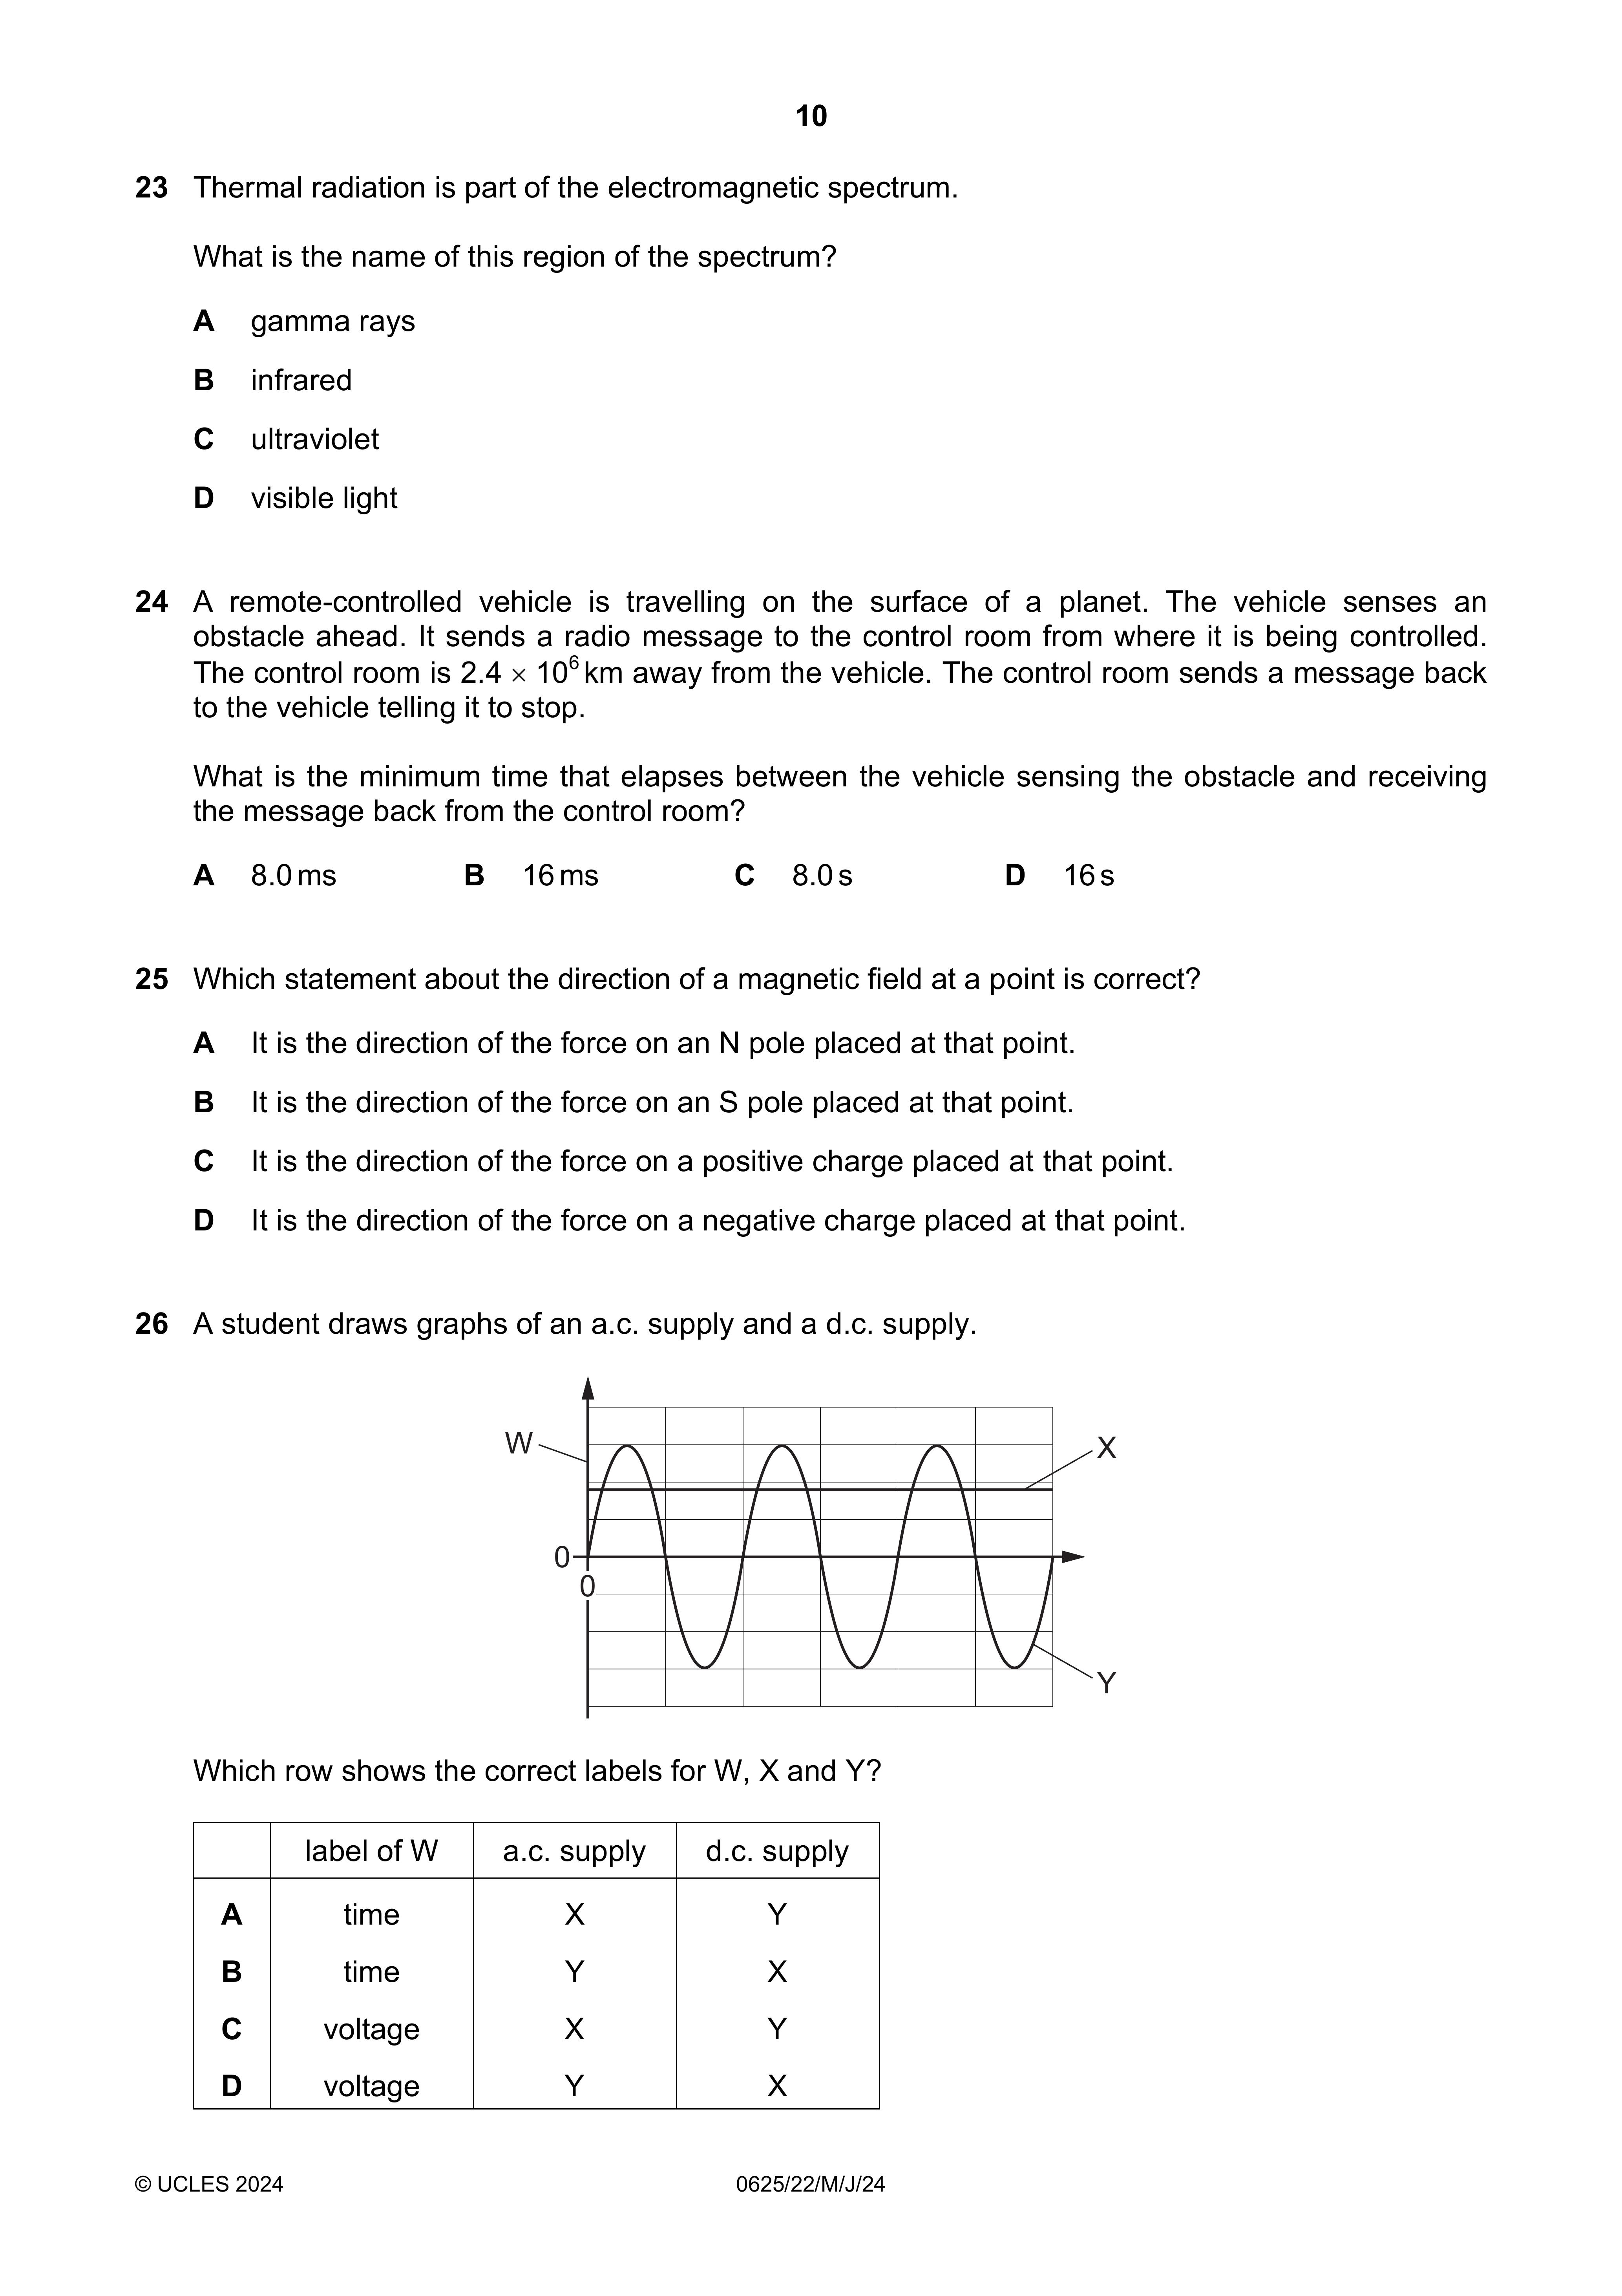 10
23 Thermal radiation is part of the electromagnetic spectrum.
What is the name of this region of the spectrum?
A gamma rays
B infrared
C ultraviolet
D visible light
24 A remote-controlled vehicle is travelling on the surface of a planet. The vehicle senses an
obstacle ahead. It sends a radio message to the control room from where it is being controlled.
The control room is 2.4 × 10⁶ km away from the vehicle. The control room sends a message back
to the vehicle telling it to stop.
What is the minimum time that elapses between the vehicle sensing the obstacle and receiving
the message back from the control room?
A 8.0 ms B 16 ms C 8.0 s D 16 s
25 Which statement about the direction of a magnetic field at a point is correct?
A It is the direction of the force on an N pole placed at that point.
B It is the direction of the force on an S pole placed at that point.
C It is the direction of the force on a positive charge placed at that point.
D It is the direction of the force on a negative charge placed at that point.
26 A student draws graphs of an a.c. supply and a d.c. supply.
W
X
0
0
Y
Which row shows the correct labels for W, X and Y?
label of W a.c. supply d.c. supply
A time X Y
B time Y X
C voltage X Y
D voltage Y X
© UCLES 2024 0625/22/M/J/24